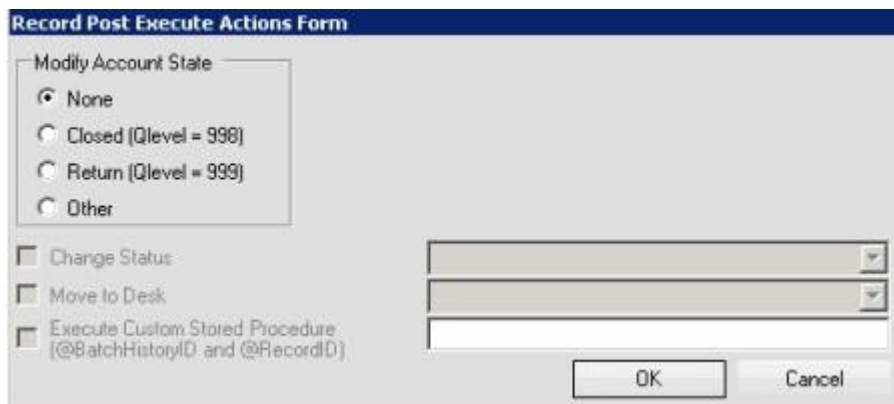 Record Post Execute Actions Form
Modify Account State
None
Closed (Qlevel = 998)
Return (Qlevel = 999)
Other
Change Status
Move to Desk
Execute Custom Stored Procedure
(@BatchHistoryID and @RecordID)
OK Cancel